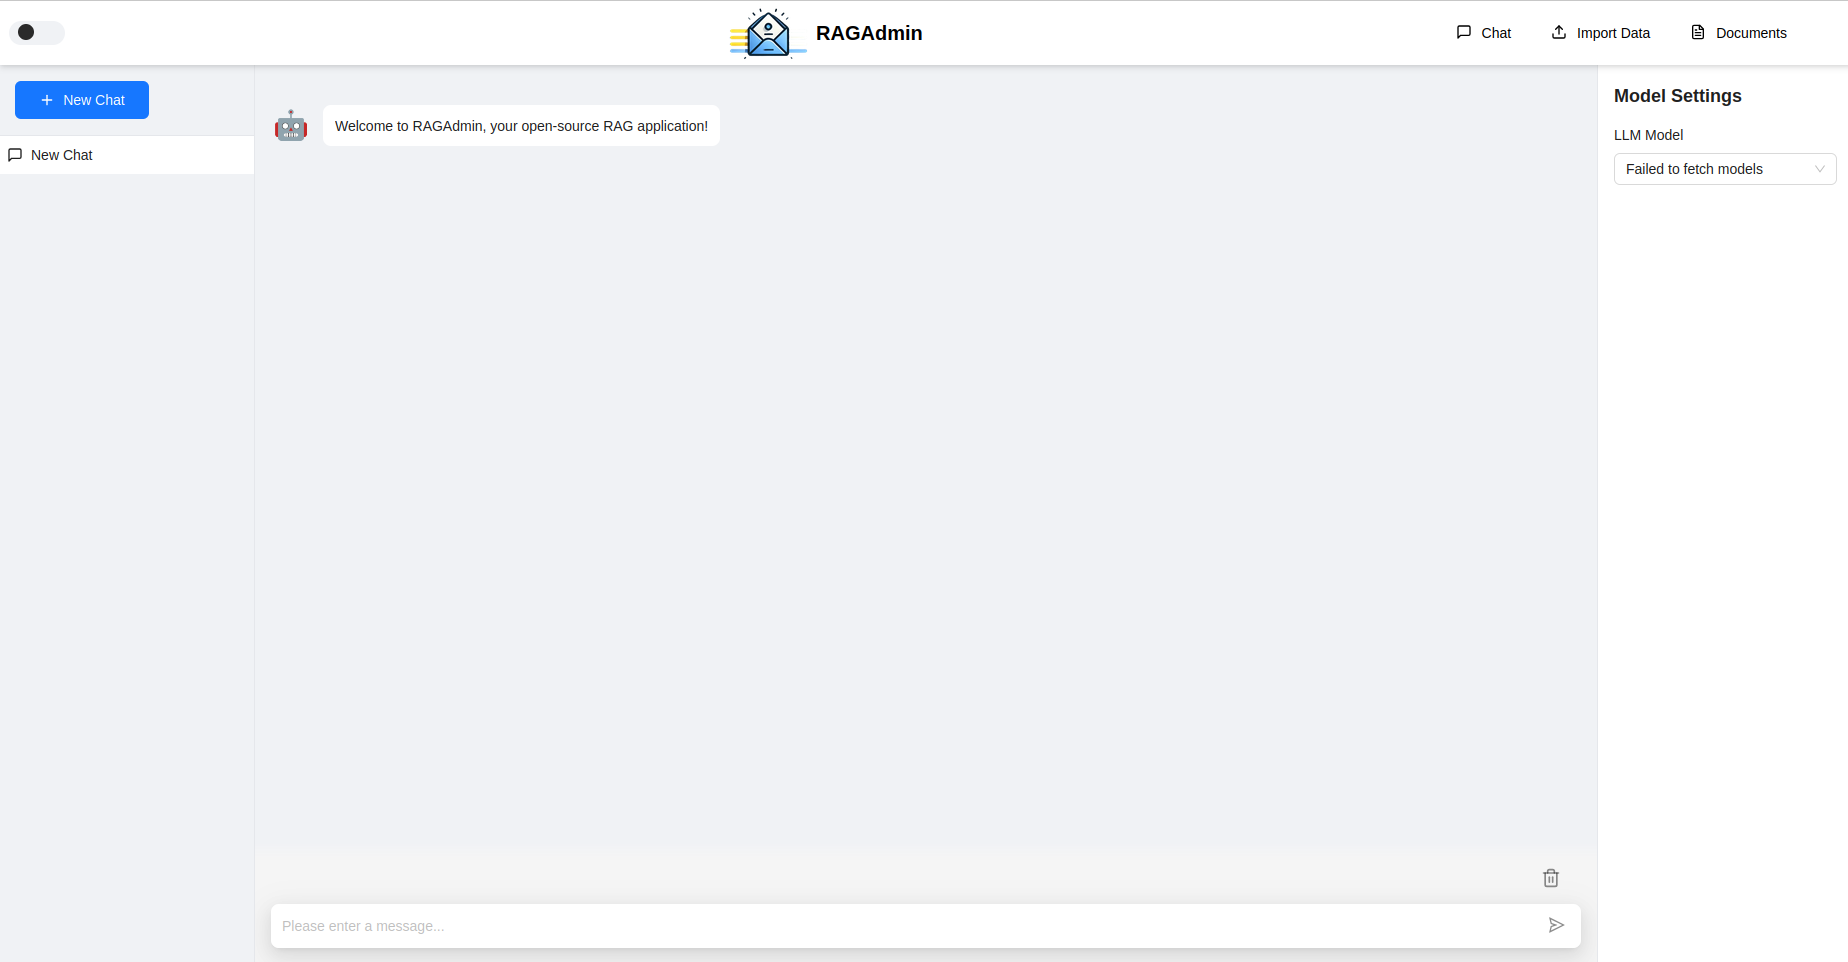 RAGAdmin
Chat
Import Data
Documents
New Chat
New Chat
Welcome to RAGAdmin, your open-source RAG application!
Model Settings
LLM Model
Failed to fetch models
Please enter a message...